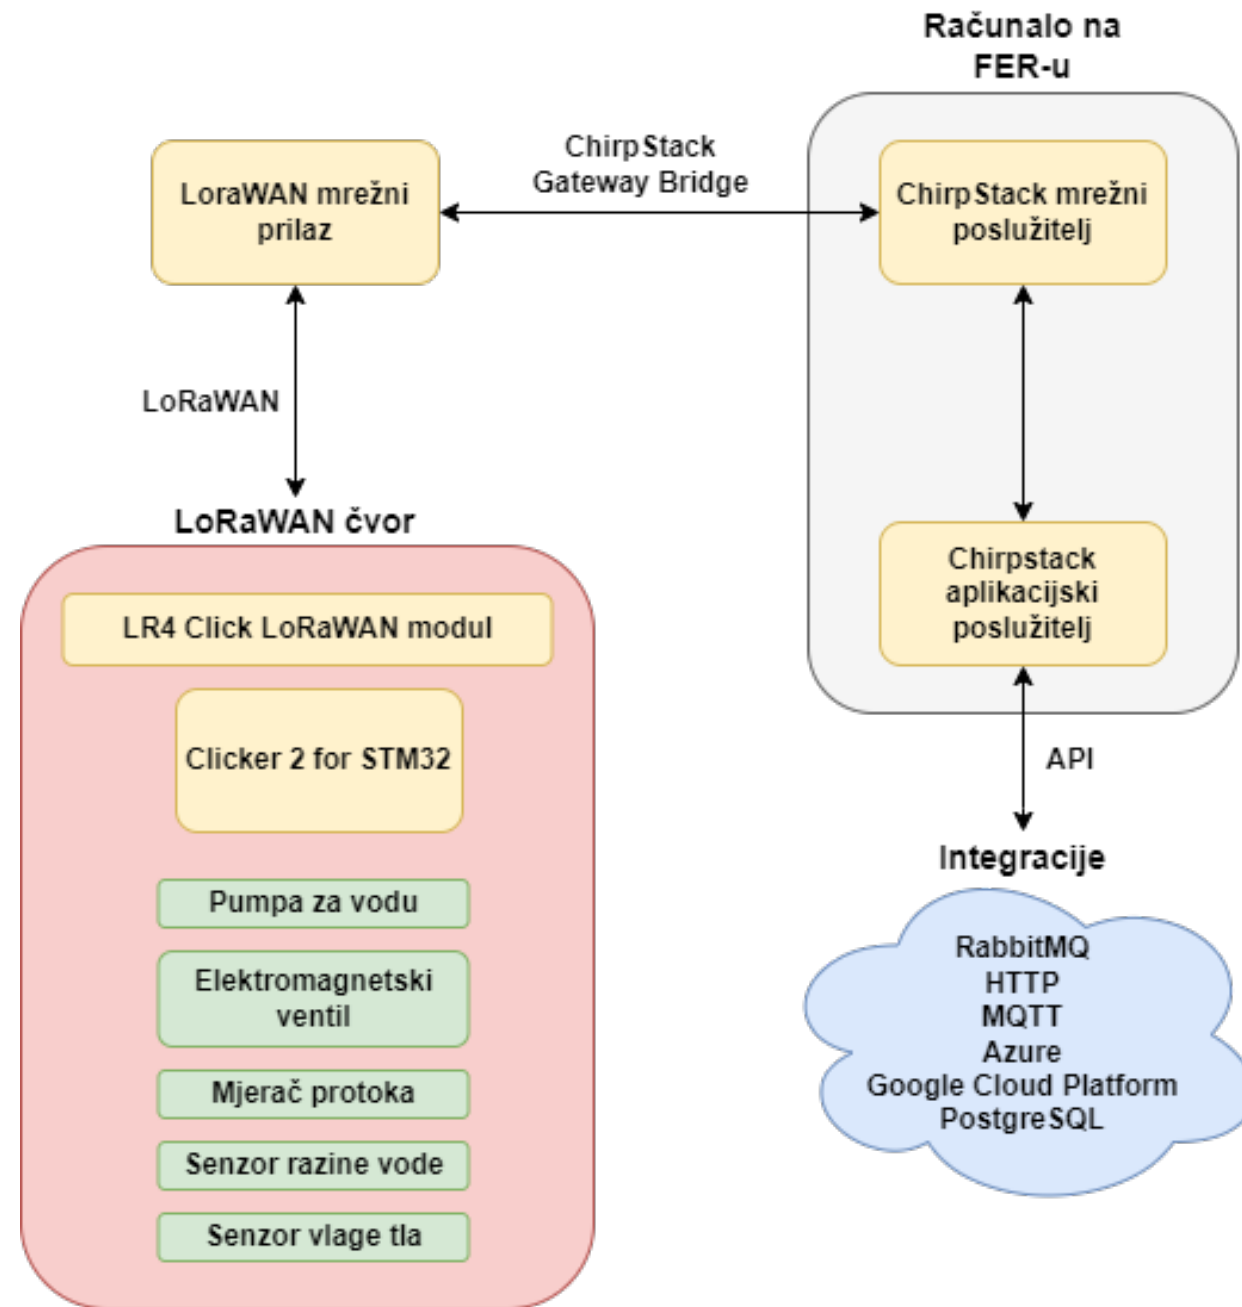 Računalo na
FER-u
ChirpStack
Gateway Bridge
LoraWAN mrežni
prilaz
ChirpStack mrežni
poslužitelj
LoRaWAN
LoRaWAN čvor
LR4 Click LoRaWAN modul
Clicker 2 for STM32
Pumpa za vodu
Elektromagnetski
ventil
Mjerač protoka
Senzor razine vode
Senzor vlage tla
Chirpstack
aplikacijski
poslužitelj
API
Integracije
RabbitMQ
HTTP
MQTT
Azure
Google Cloud Platform
PostgreSQL